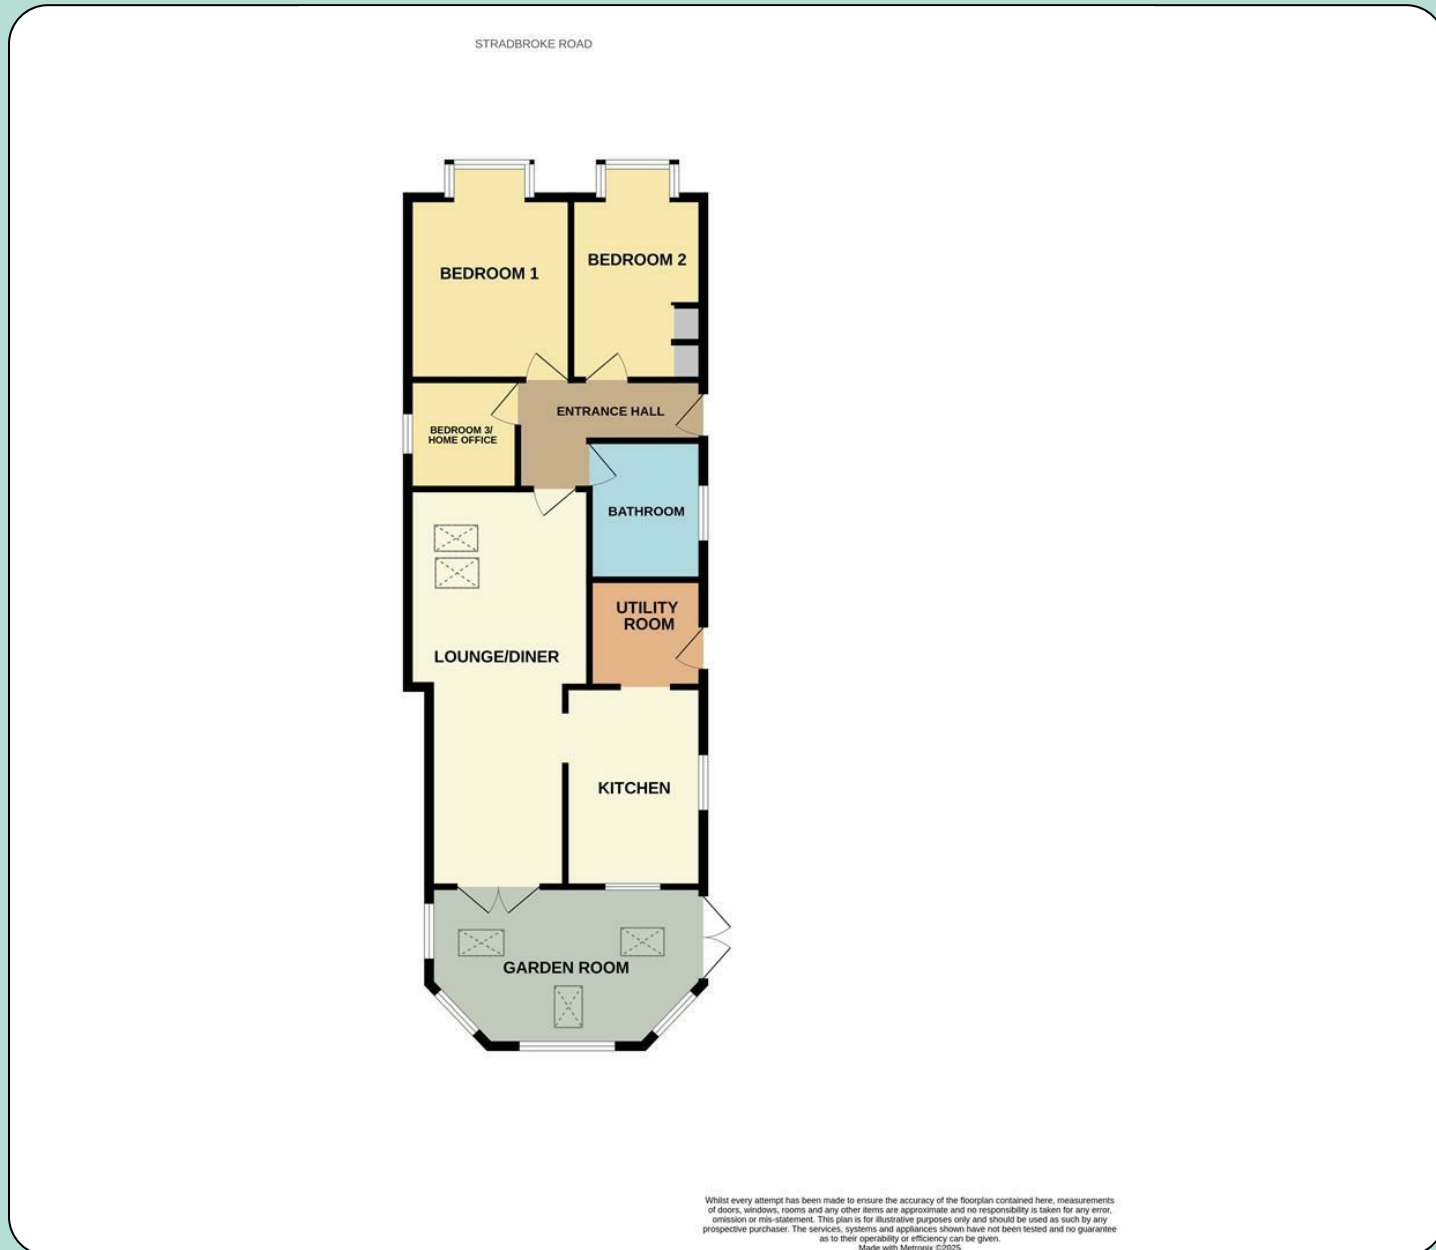 STRADBROKE ROAD
BEDROOM 1
BEDROOM 2
ENTRANCE HALL
BEDROOM 3/
HOME OFFICE
BATHROOM
UTILITY
ROOM
LOUNGE/DINER
KITCHEN
GARDEN ROOM
Whilst every attempt has been made to ensure the accuracy of the floorplan contained here, measurements
of doors, windows, rooms and any other items are approximate and no responsibility is taken for any error,
omission or mis-statement. This plan is for illustrative purposes only and should be used as such by any
prospective purchaser. The services, systems and appliances shown have not been tested and no guarantee
as to their operability or efficiency can be given.
Made with Metropix ©2025